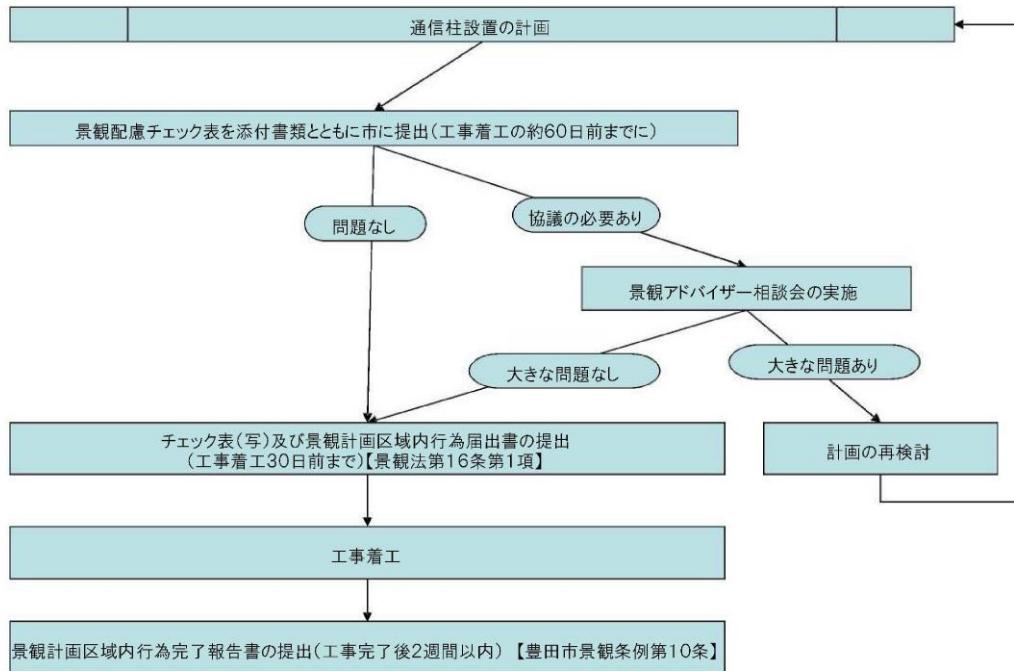 通信柱設置の計画
景観配慮チェック表を添付書類とともに市に提出(工事着工の約60日前までに)
問題なし
協議の必要あり
景観アドバイザー相談会の実施
大きな問題なし
大きな問題あり
チェック表(写)及び景観計画区域内行為届出書の提出
(工事着工30日前まで)【景観法第16条第1項】
計画の再検討
工事着工
景観計画区域内行為完了報告書の提出(工事完了後2週間以内) 【豊田市景観条例第10条】